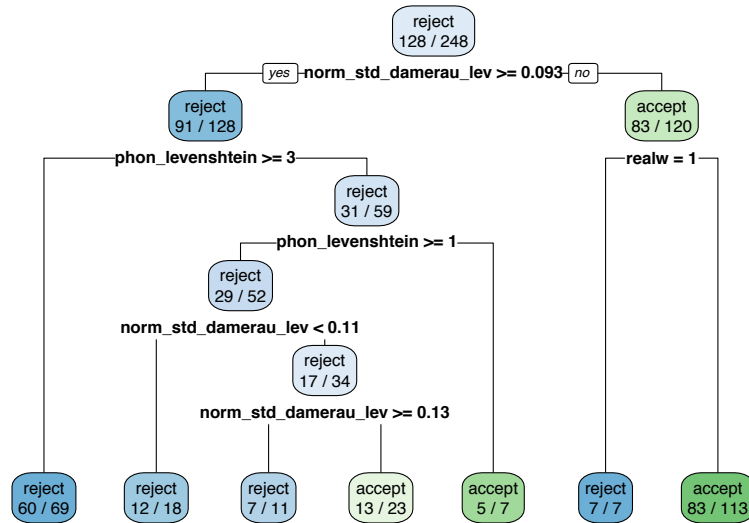 reject
128 / 248
yes norm_std_damerau_lev >= 0.093 no
reject
91 / 128
accept
83 / 120
phon_levenshtein >= 3
realw = 1
reject
31 / 59
phon_levenshtein >= 1
reject
29 / 52
norm_std_damerau_lev < 0.11
reject
17 / 34
norm_std_damerau_lev >= 0.13
reject
60 / 69
reject
12 / 18
reject
7 / 11
accept
13 / 23
accept
5 / 7
reject
7 / 7
accept
83 / 113